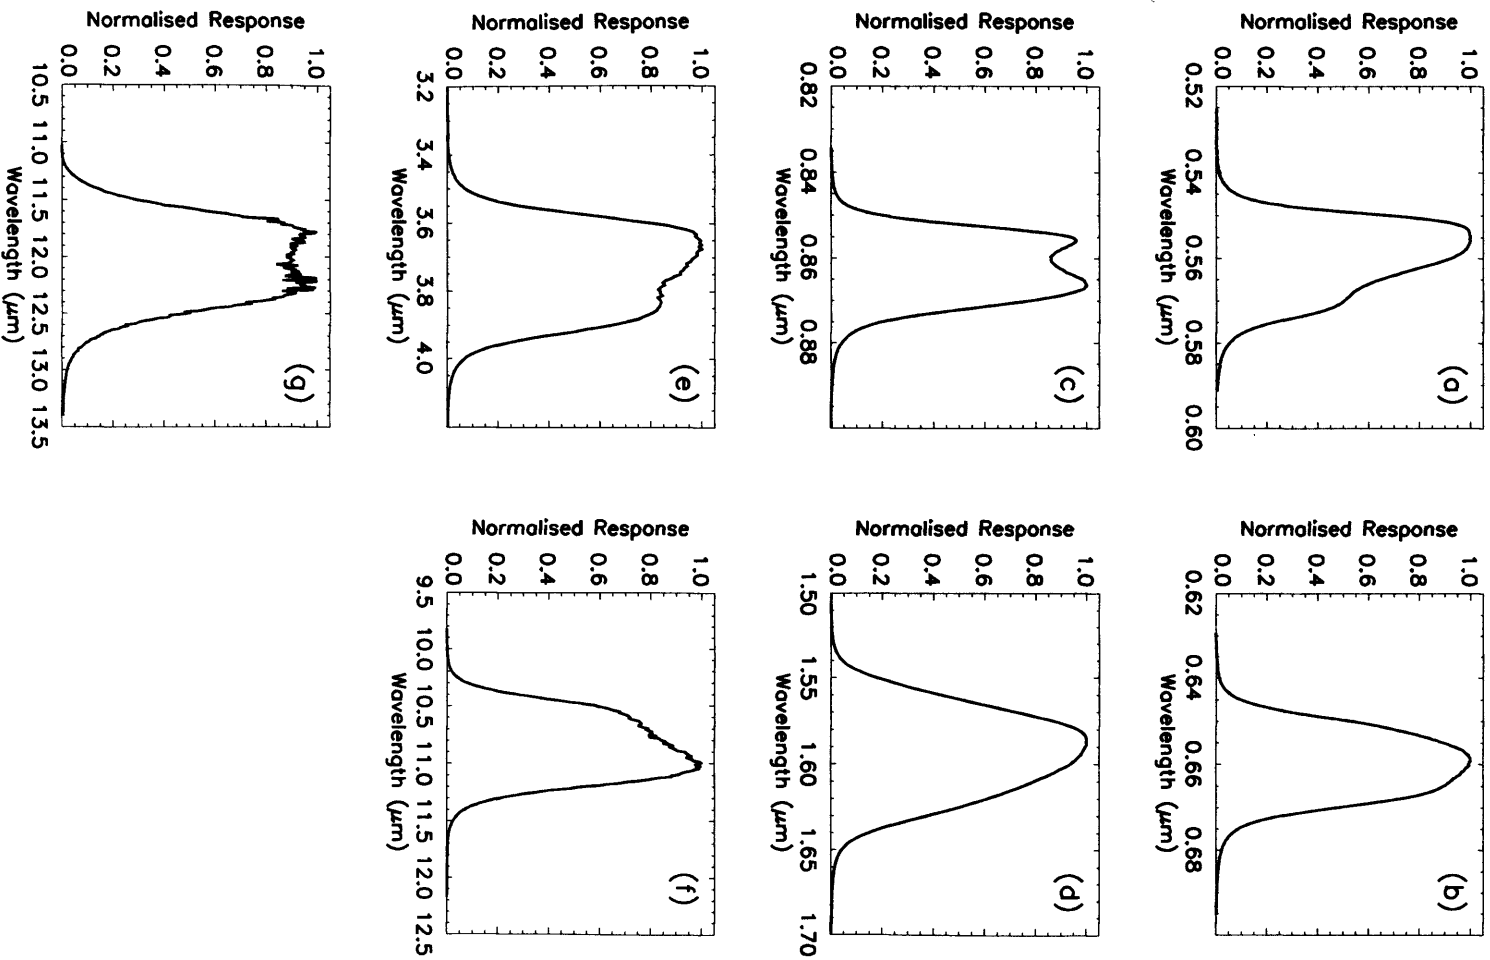 Normalised Response
1.0
0.8
0.6
0.4
0.2
0.0
(a)
0.52 0.54 0.56 0.58 0.60
Wavelength (μm)
Normalised Response
1.0
0.8
0.6
0.4
0.2
0.0
(b)
0.62 0.64 0.66 0.68
Wavelength (μm)
Normalised Response
1.0
0.8
0.6
0.4
0.2
0.0
(c)
0.82 0.84 0.86 0.88
Wavelength (μm)
Normalised Response
1.0
0.8
0.6
0.4
0.2
0.0
(d)
1.50 1.55 1.60 1.65 1.70
Wavelength (μm)
Normalised Response
1.0
0.8
0.6
0.4
0.2
0.0
(e)
3.2 3.4 3.6 3.8 4.0
Wavelength (μm)
Normalised Response
1.0
0.8
0.6
0.4
0.2
0.0
(f)
9.5 10.0 10.5 11.0 11.5 12.0 12.5
Wavelength (μm)
Normalised Response
1.0
0.8
0.6
0.4
0.2
0.0
(g)
10.5 11.0 11.5 12.0 12.5 13.0 13.5
Wavelength (μm)